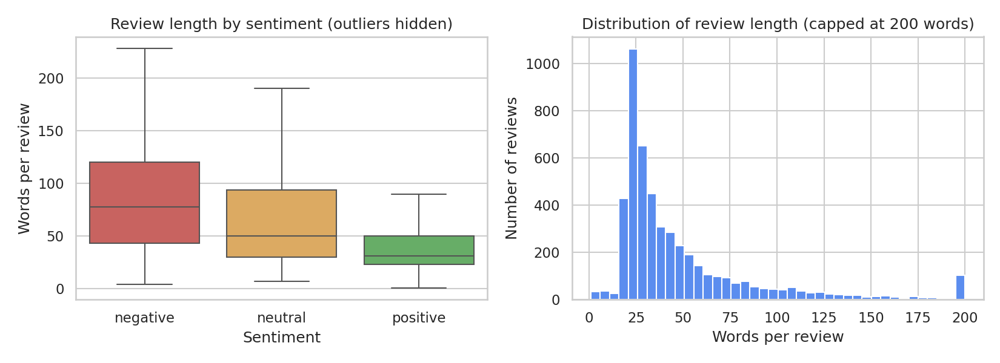 Review length by sentiment (outliers hidden)
Words per review
200
150
100
50
0
negative neutral positive
Sentiment
Distribution of review length (capped at 200 words)
Number of reviews
1000
800
600
400
200
0
0 25 50 75 100 125 150 175 200
Words per review